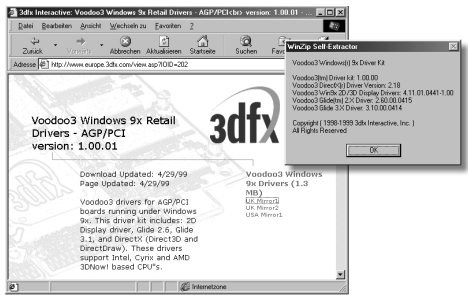 3dfx Interactive: Voodoo3 Windows 9x Retail Drivers - AGP/PCI<br> version: 1.00.01 -
Datei Bearbeiten Ansicht Wechseln zu Favoriten ?
Zurück Vorwärts Abbrechen Aktualisieren Startseite Suchen Favo
Adresse http://www.europe.3dfx.com/view.asp?IOID=202
Voodoo3 Windows 9x Retail
Drivers - AGP/PCI
version: 1.00.01
3dfx
Download Updated: 4/29/99
Page Updated: 4/29/99
Voodoo3 drivers for AGP/PCI
boards running under Windows
9x. This driver kit includes: 2D
Display driver, Glide 2.6, Glide
3.1, and DirectX (Direct3D and
DirectDraw). These drivers
support Intel, Cyrix and AMD
3DNow! based CPU"s.
Voodoo3 Windows
9x Drivers (1.3
MB)
UK Mirror1
UK Mirror2
USA Mirror1
Internetzone
WinZip Self-Extractor
Voodoo3 Windows(r) 9x Driver Kit
Voodoo3(tm) Driver kit: 1.00.00
Voodoo3 DirectX(r) Driver Version: 2.18
Voodoo3 Win9x 2D/3D Display Drivers: 4.11.01.0441-1.00
Voodoo3 Glide(tm) 2.X Driver: 2.60.00.0415
Voodoo3 Glide 3.X Driver: 3.10.00.0414
Copyright ( 1998-1999 3dfx Interactive, Inc. )
All Rights Reserved
OK